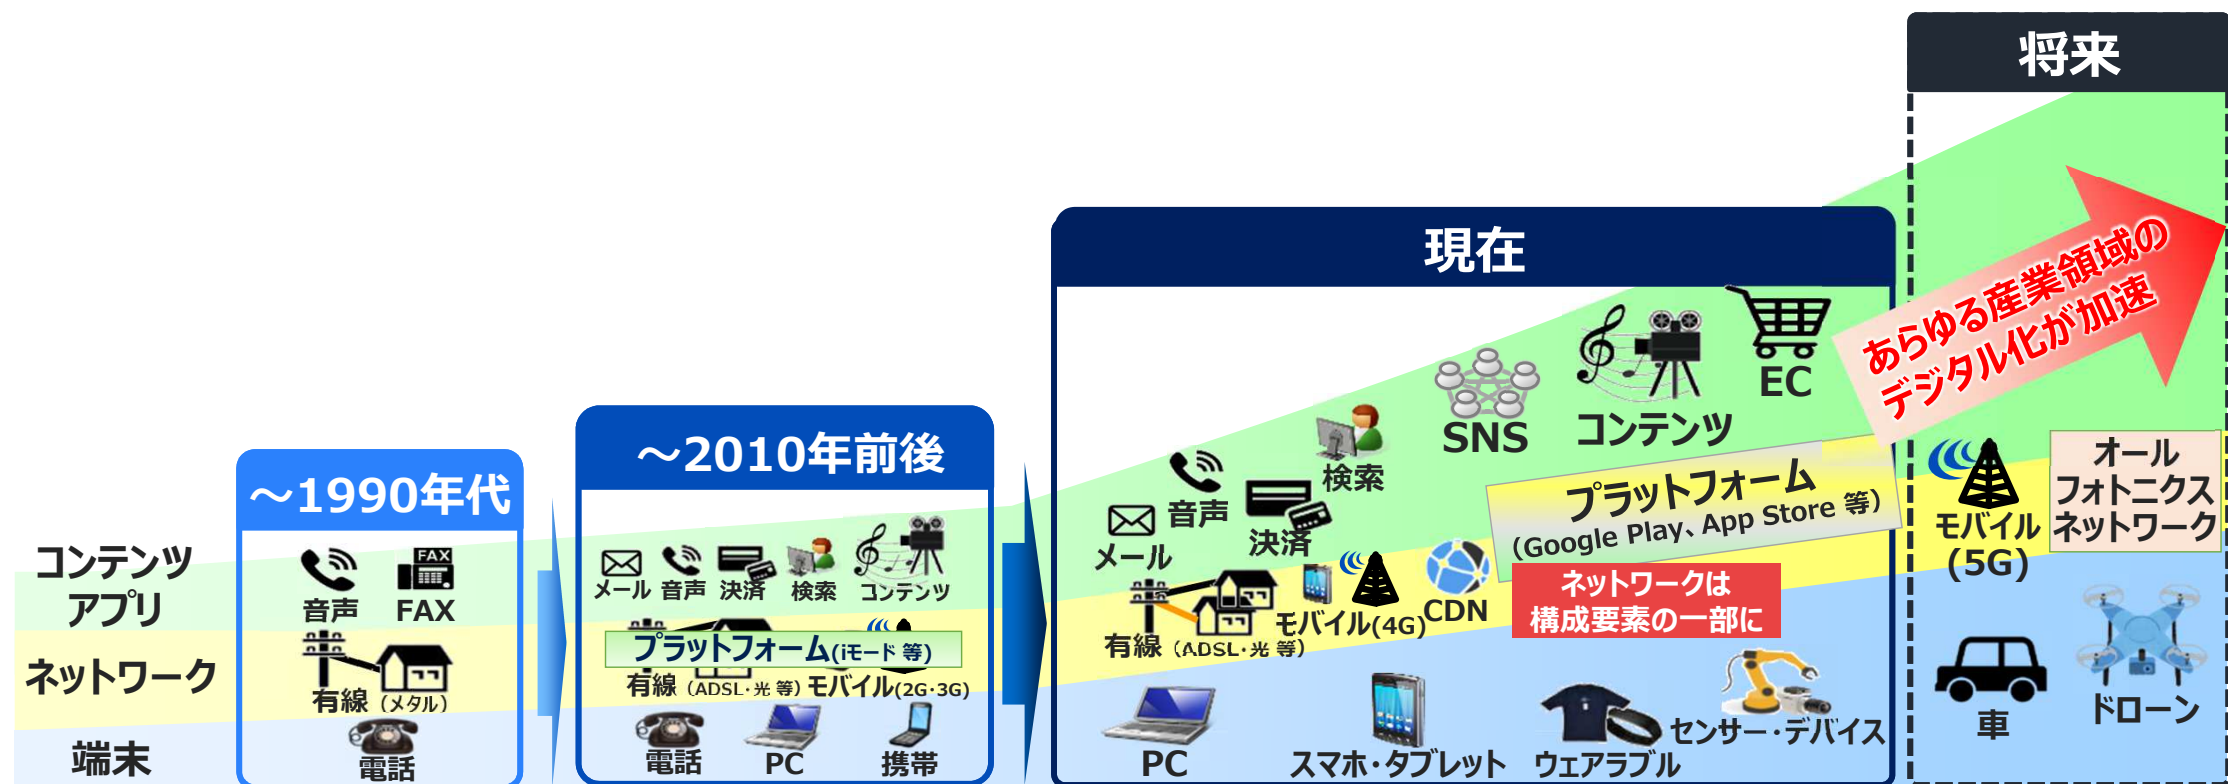 将来
現在
～2010年前後
～1990年代
コンテンツ
アプリ
ネットワーク
端末
音声
FAX
FAX
有線（メタル）
電話
メール
音声
決済
検索
コンテンツ
プラットフォーム(iモード 等)
有線（ADSL・光 等）
モバイル(2G・3G)
電話
PC
携帯
メール
音声
決済
検索
SNS
コンテンツ
EC
プラットフォーム
（Google Play、App Store 等）
ネットワークは
構成要素の一部に
有線（ADSL・光 等）
モバイル(4G)
CDN
PC
スマホ・タブレット
ウェアラブル
センサー・デバイス
あらゆる産業領域の
デジタル化が加速
モバイル
(5G)
オール
フォトニクス
ネットワーク
車
ドローン